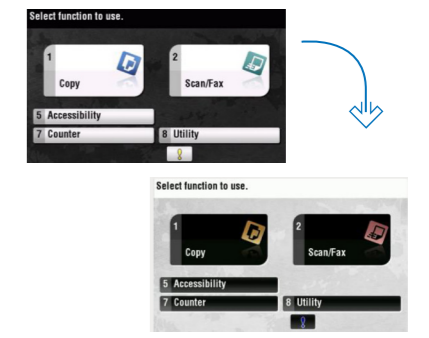 Select function to use.
1 2
Copy Scan/Fax
5 Accessibility
7 Counter 8 Utility
Select function to use.
1 2
Copy Scan/Fax
5 Accessibility
7 Counter 8 Utility